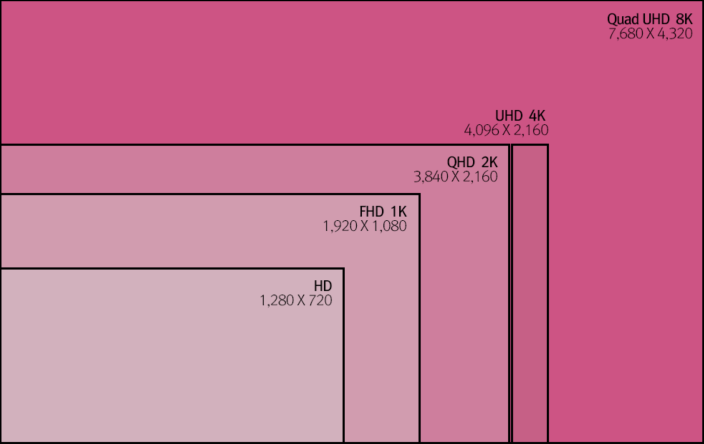 Quad UHD 8K
7,680 X 4,320
UHD 4K
4,096 X 2,160
QHD 2K
3,840 X 2,160
FHD 1K
1,920 X 1,080
HD
1,280 X 720